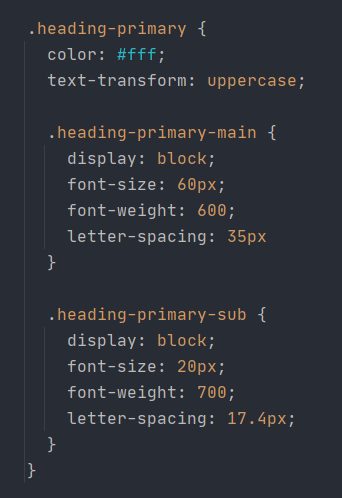 .heading-primary {
  color: #fff;
  text-transform: uppercase;

  .heading-primary-main {
    display: block;
    font-size: 60px;
    font-weight: 600;
    letter-spacing: 35px
  }

  .heading-primary-sub {
    display: block;
    font-size: 20px;
    font-weight: 700;
    letter-spacing: 17.4px;
  }
}